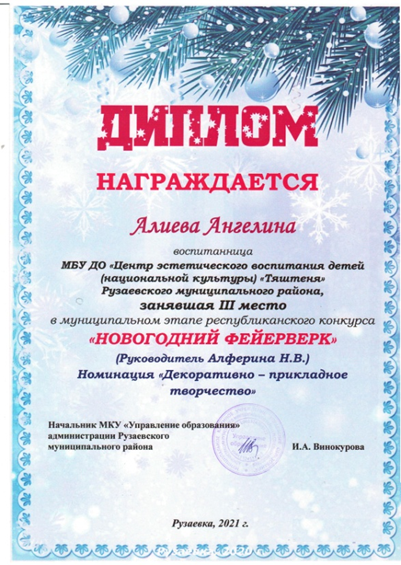 ДИПЛОМ
НАГРАЖДАЕТСЯ
Алиева Ангелина
воспитанница
МБУ ДО «Центр эстетического воспитания детей
(национальной культуры) «Тяштеня»
Рузаевского муниципального района,
занявшая III место
в муниципальном этапе республиканского конкурса
«НОВОГОДНИЙ ФЕЙЕРВЕРК»
(Руководитель Алферина Н.В.)
Номинация «Декоративно – прикладное
творчество»
Начальник МКУ «Управление образования»
администрации Рузаевского
муниципального района
И.А. Винокурова
Рузаевка, 2021 г.